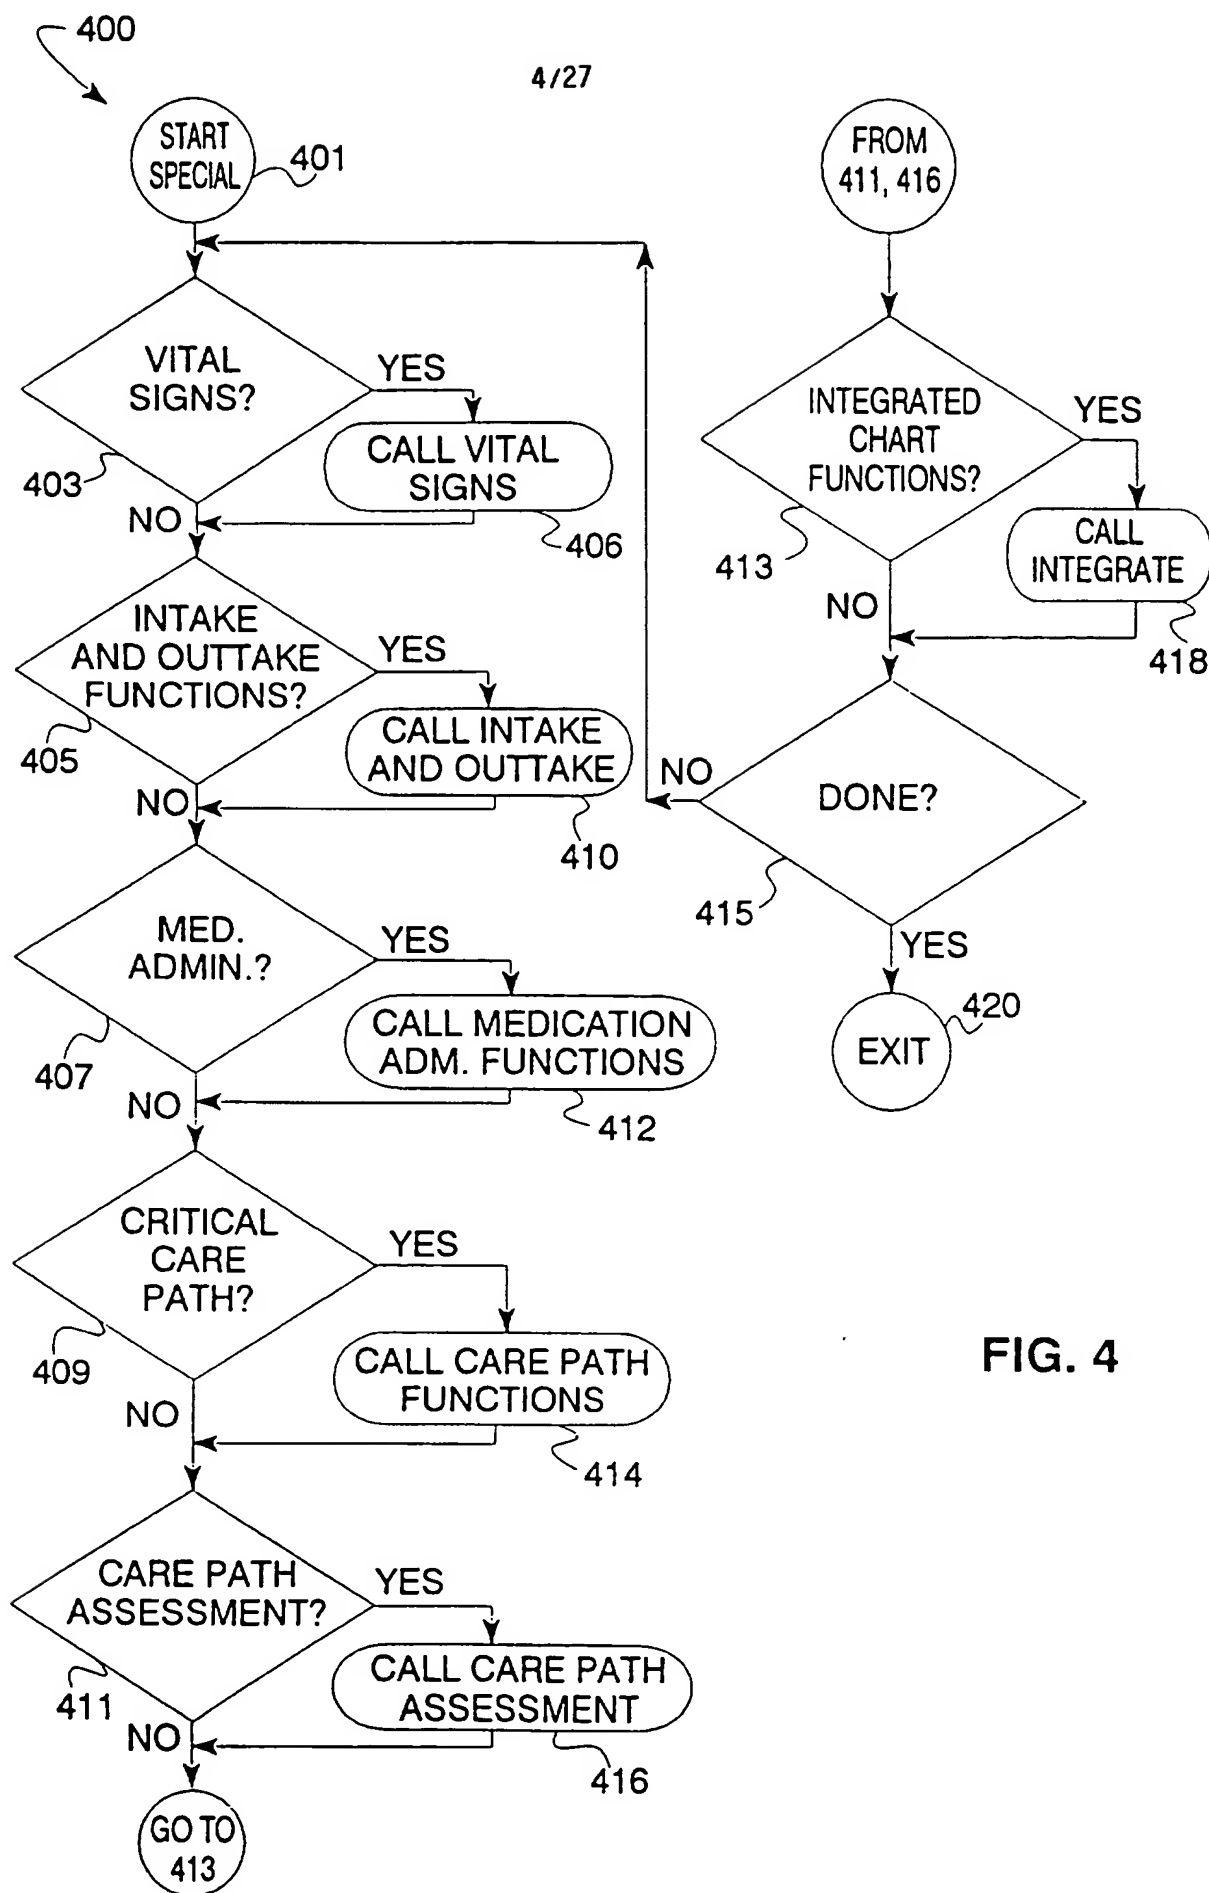 400
4/27
START
SPECIAL
401
VITAL
SIGNS?
YES
403
CALL VITAL
SIGNS
NO
406
INTAKE
AND OUTTAKE
FUNCTIONS?
YES
405
CALL INTAKE
AND OUTTAKE
NO
410
MED.
ADMIN.?
YES
407
CALL MEDICATION
ADM. FUNCTIONS
NO
412
CRITICAL
CARE
PATH?
YES
409
CALL CARE PATH
FUNCTIONS
NO
414
CARE PATH
ASSESSMENT?
YES
411
CALL CARE PATH
ASSESSMENT
NO
416
GO TO
413
FROM
411, 416
INTEGRATED
CHART
FUNCTIONS?
YES
413
CALL
INTEGRATE
NO
418
DONE?
NO
415
YES
420
EXIT
FIG. 4